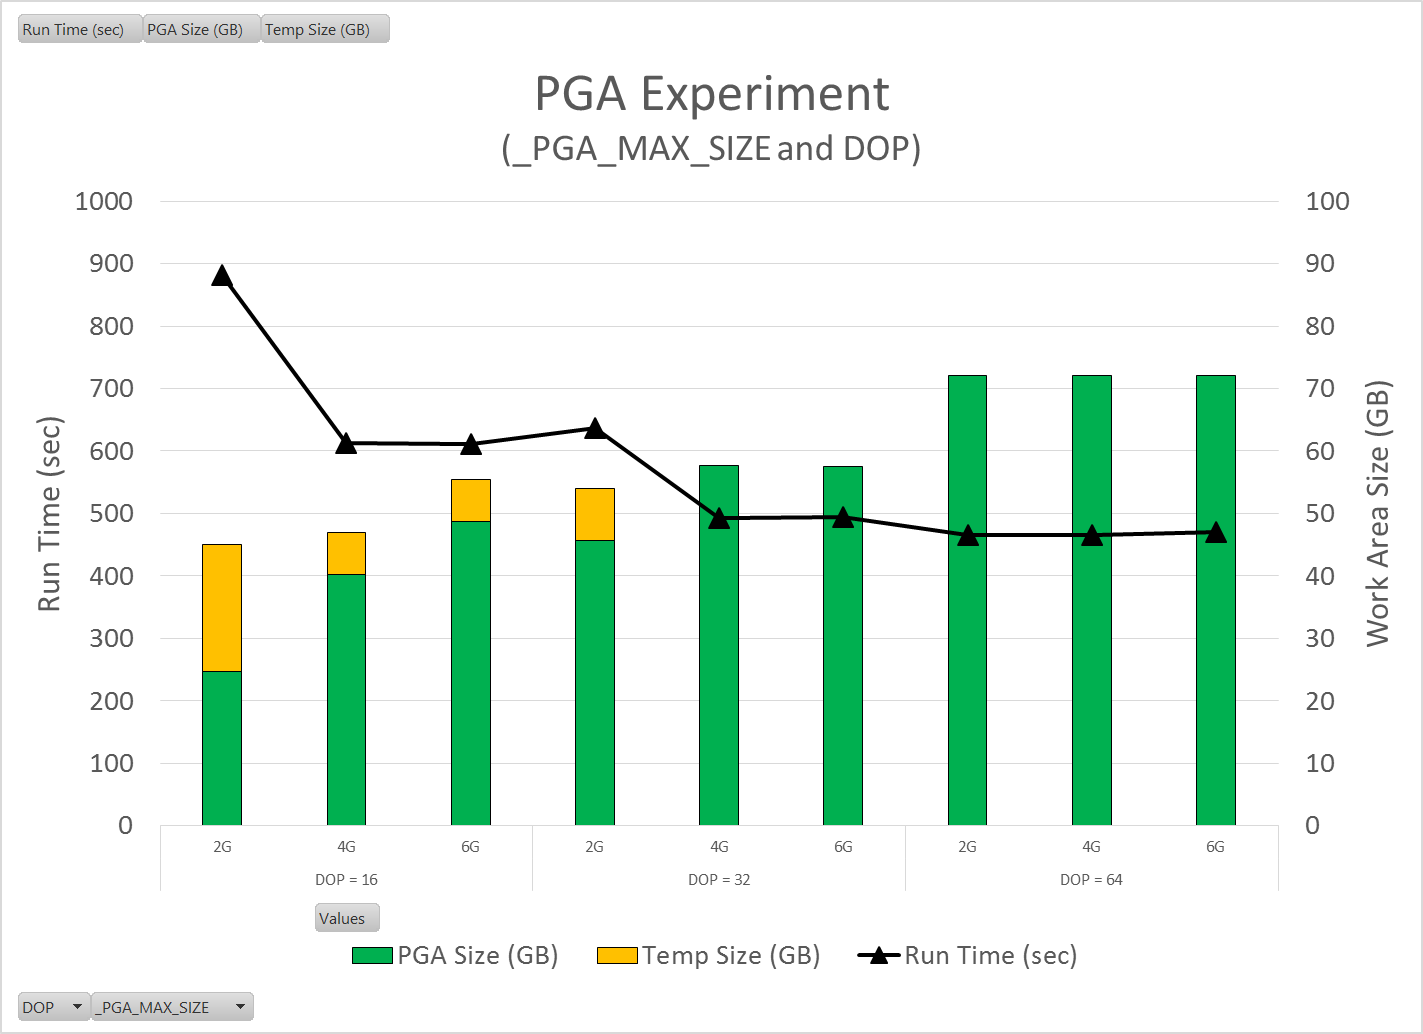 Run Time (sec) PGA Size (GB) Temp Size (GB)
PGA Experiment
(_PGA_MAX_SIZE and DOP)
Run Time (sec)
1000
900
800
700
600
500
400
300
200
100
0
100
90
80
70
60
50
40
30
20
10
0
Work Area Size (GB)
2G 4G 6G 2G 4G 6G 2G 4G 6G
DOP = 16 DOP = 32 DOP = 64
Values
PGA Size (GB) Temp Size (GB) Run Time (sec)
DOP _PGA_MAX_SIZE